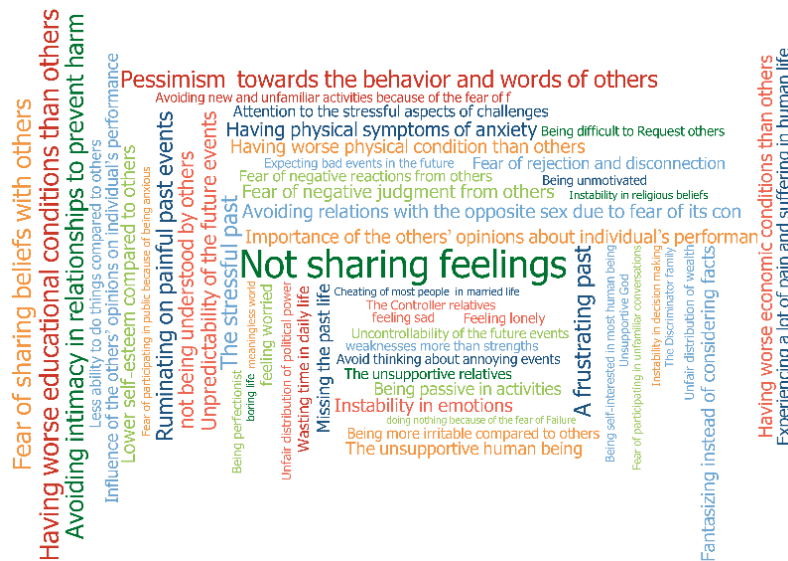 Fear of sharing beliefs with others
Having worse educational conditions than others
Avoiding intimacy in relationships to prevent harm
Less ability to do things compared to others
Influence of the others' opinions on individual's performance
Lower self-esteem compared to others
Fear of participating in public because of being anxious
Ruminating on painful past events
not being understood by others
Unpredictability of the future events
The stressful past
Pessimism towards the behavior and words of others
Avoiding new and unfamiliar activities because of the fear of f
Attention to the stressful aspects of challenges
Having physical symptoms of anxiety
Being difficult to Request others
Having worse physical condition than others
Expecting bad events in the future
Fear of rejection and disconnection
Fear of negative reactions from others
Being unmotivated
Fear of negative judgment from others
Instability in religious beliefs
Avoiding relations with the opposite sex due to fear of its con
Importance of the others' opinions about individual's performan
Not sharing feelings
Being perfectionist
boring life
meaningless world
feeling worried
Unfair distribution of political power
Wasting time in daily life
Missing the past life
Cheating of most people in married life
The Controller relatives
feeling sad
Feeling lonely
Uncontrollability of the future events
weaknesses more than strengths
Avoid thinking about annoying events
The unsupportive relatives
Being passive in activities
Instability in emotions
doing nothing because of the fear of Failure
Being more irritable compared to others
The unsupportive human being
A frustrating past
Being self-interested in most human being
Unsupportive God
Fear of participating in unfamiliar conversations
Instability in decision making
The Discriminator family
Unfair distribution of wealth
Fantasizing instead of considering facts
Having worse economic conditions than others
Experiencing a lot of pain and suffering in human life